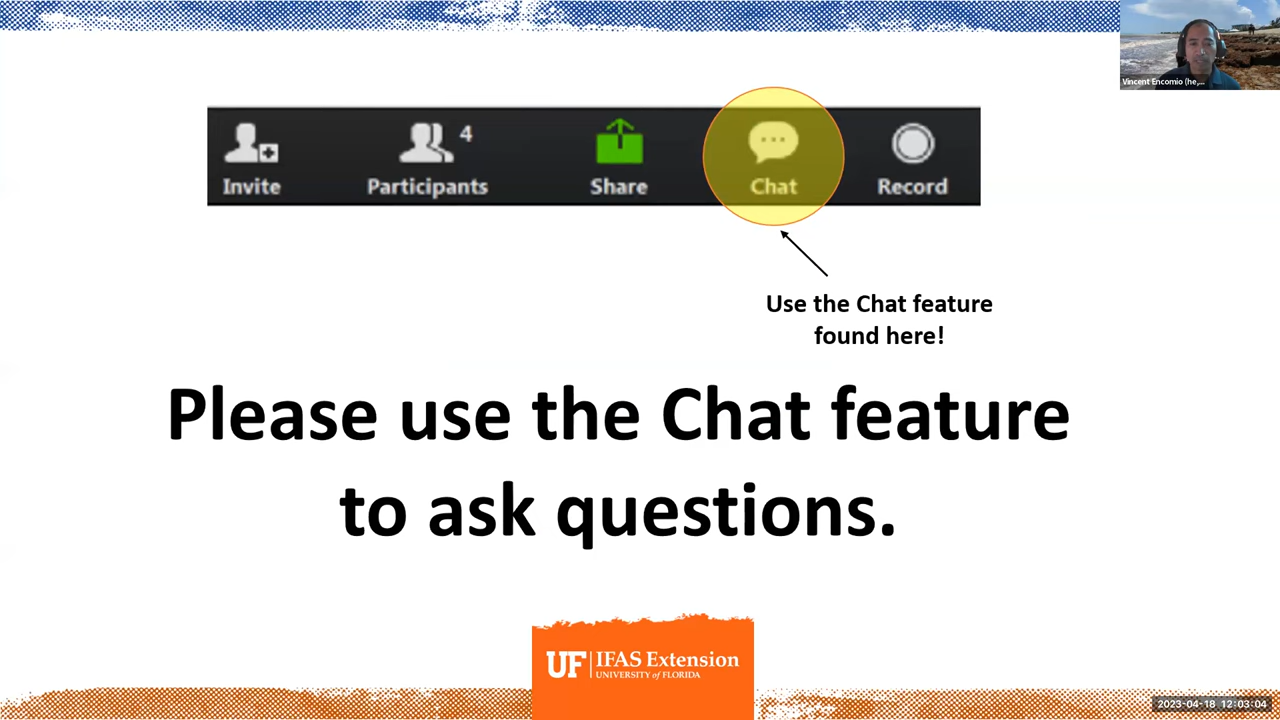 Vincent Encomio (he,...
4
Invite Participants Share Chat Record
Use the Chat feature
found here!
Please use the Chat feature
to ask questions.
UF IFAS Extension
UNIVERSITY of FLORIDA
2023-04-18 12:03:04